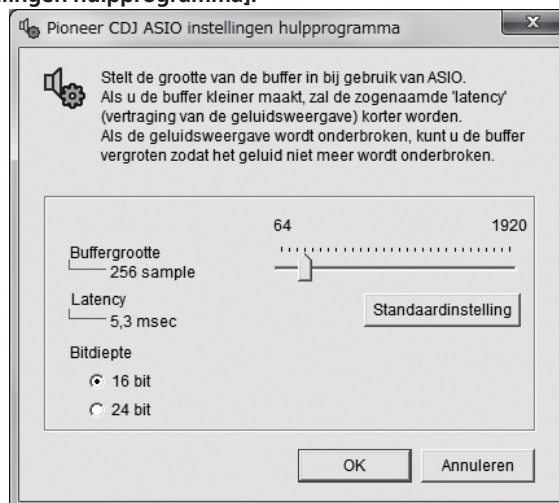 llingen hulpprogramma].
Pioneer CDJ ASIO instellingen hulpprogramma
x
Stelt de grootte van de buffer in bij gebruik van ASIO.
Als u de buffer kleiner maakt, zal de zogenaamde 'latency'
(vertraging van de geluidsweergave) korter worden.
Als de geluidsweergave wordt onderbroken, kunt u de buffer
vergroten zodat het geluid niet meer wordt onderbroken.
64 1920
Buffergrootte
256 sample
Latency
5,3 msec
Standaardinstelling
Bitdiepte
16 bit
24 bit
OK Annuleren